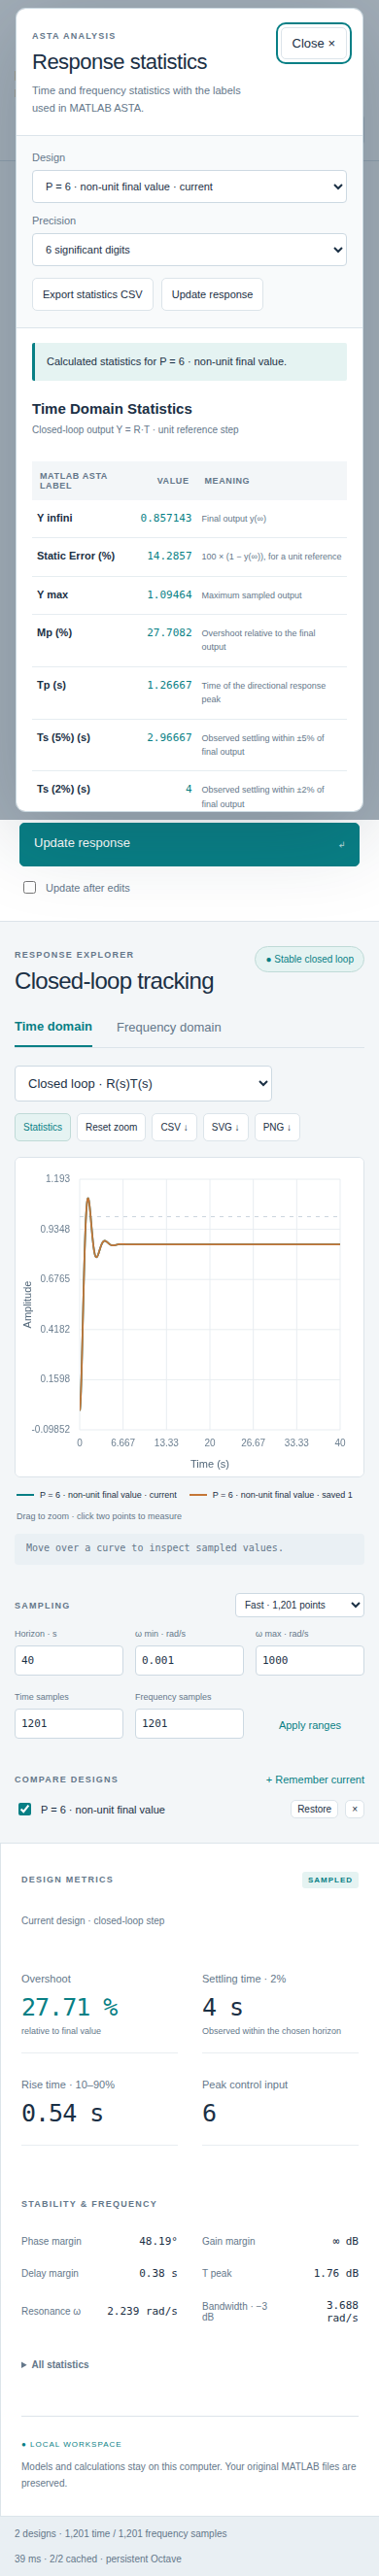 ASTA ANALYSIS
Close ×
Response statistics
Time and frequency statistics with the labels
used in MATLAB ASTA.
Design
P = 6 · non-unit final value · current
Precision
6 significant digits
Export statistics CSV
Update response
Calculated statistics for P = 6 · non-unit final value.
Time Domain Statistics
Closed-loop output Y = R·T · unit reference step
MATLAB ASTA LABEL VALUE MEANING
Y infini 0.857143 Final output y(∞)
Static Error (%) 14.2857 100 × (1 − y(∞)), for a unit reference
Y max 1.09464 Maximum sampled output
Mp (%) 27.7082 Overshoot relative to the final
output
Tp (s) 1.26667 Time of the directional response
peak
Ts (5%) (s) 2.96667 Observed settling within ±5% of
final output
Ts (2%) (s) 4 Observed settling within ±2% of
final output
Update response
Update after edits
RESPONSE EXPLORER
● Stable closed loop
Closed-loop tracking
Time domain Frequency domain
Closed loop · R(s)T(s)
Statistics Reset zoom CSV ↓ SVG ↓ PNG ↓
1.193
0.9348
0.6765
0.4182
0.1598
-0.09852
Amplitude
0 6.667 13.33 20 26.67 33.33 40
Time (s)
P = 6 · non-unit final value · current P = 6 · non-unit final value · saved 1
Drag to zoom · click two points to measure
Move over a curve to inspect sampled values.
SAMPLING Fast · 1,201 points
Horizon · s ω min · rad/s ω max · rad/s
40 0.001 1000
Time samples Frequency samples
1201 1201 Apply ranges
COMPARE DESIGNS + Remember current
P = 6 · non-unit final value Restore ×
DESIGN METRICS SAMPLED
Current design · closed-loop step
Overshoot Settling time · 2%
27.71 % 4 s
relative to final value Observed within the chosen horizon
Rise time · 10–90% Peak control input
0.54 s 6
STABILITY & FREQUENCY
Phase margin 48.19° Gain margin ∞ dB
Delay margin 0.38 s T peak 1.76 dB
Resonance ω 2.239 rad/s Bandwidth · −3 dB 3.688 rad/s
▶ All statistics
● LOCAL WORKSPACE
Models and calculations stay on this computer. Your original MATLAB files are
preserved.
2 designs · 1,201 time / 1,201 frequency samples
39 ms · 2/2 cached · persistent Octave